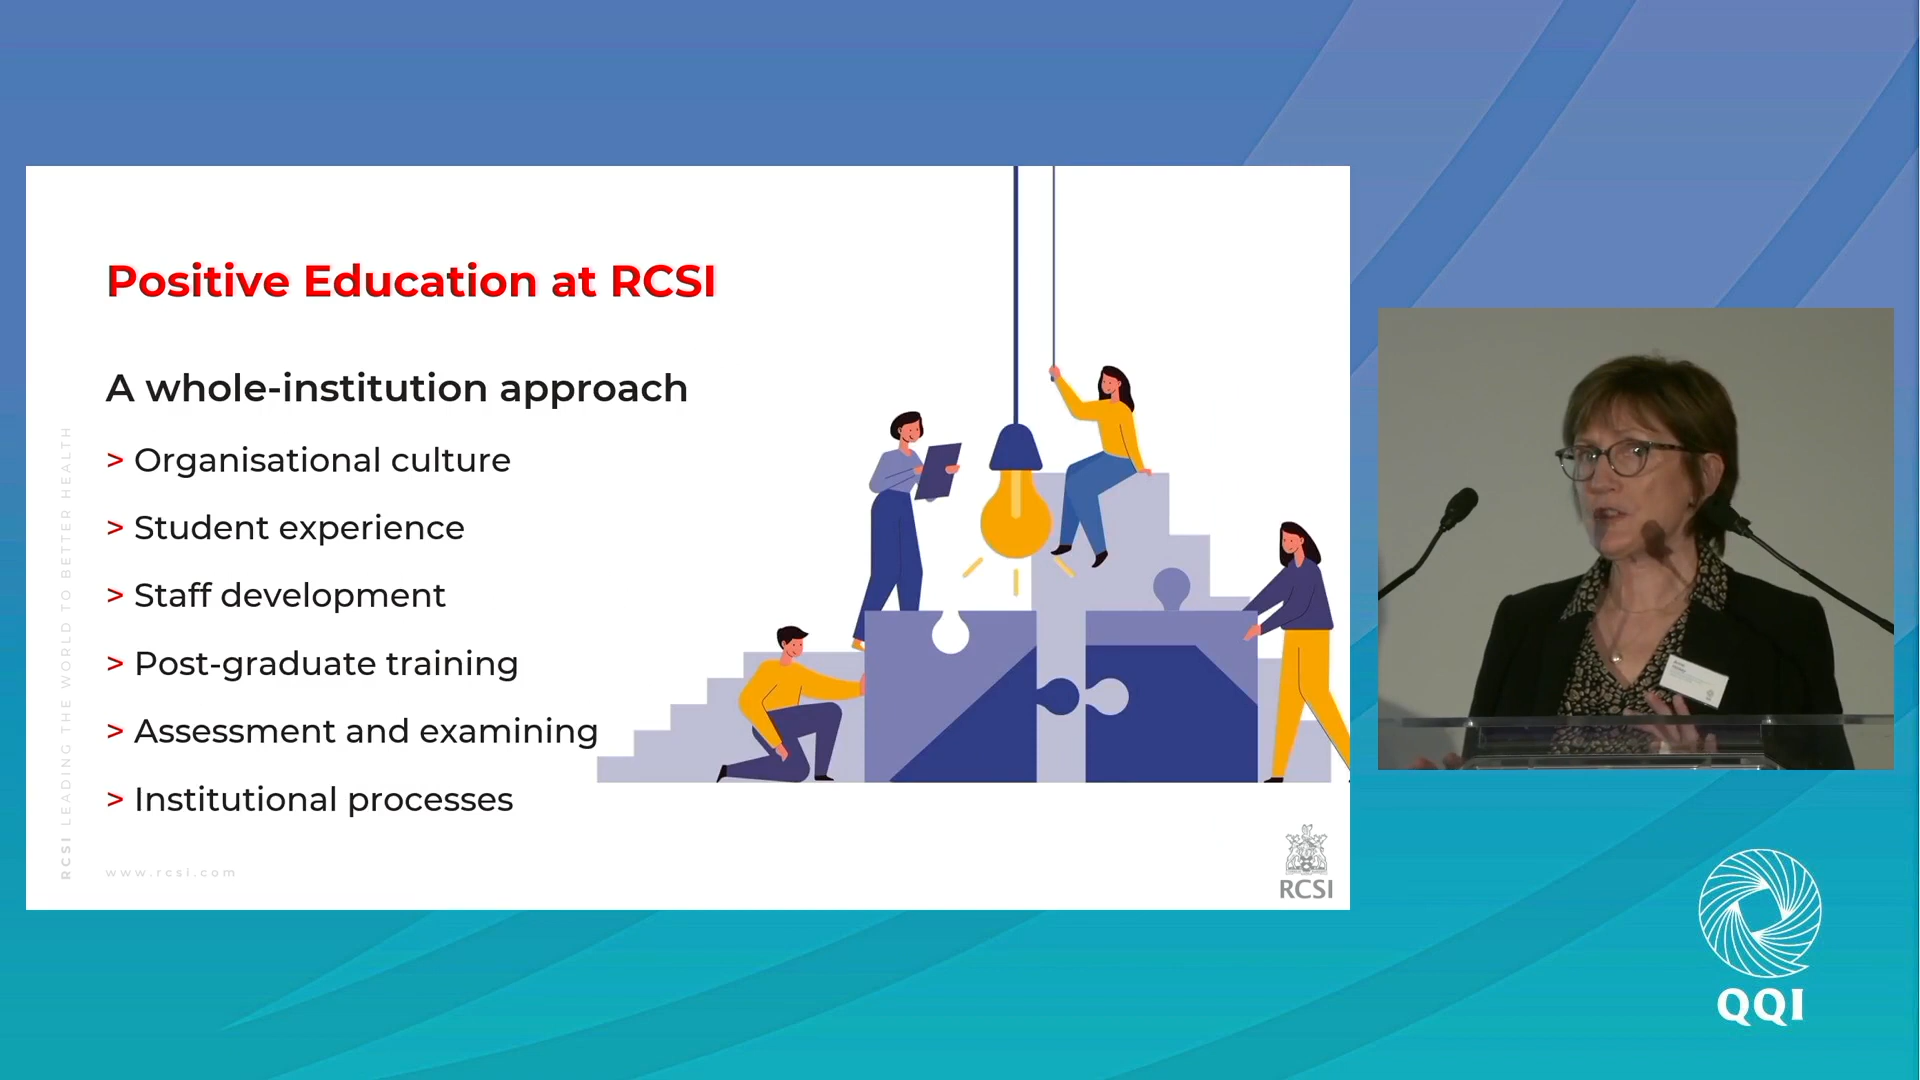 Positive Education at RCSI
A whole-institution approach
> Organisational culture
> Student experience
> Staff development
> Post-graduate training
> Assessment and examining
> Institutional processes
RCSI LEADING THE WORLD TO BETTER HEALTH
www.rcsi.com
RCSI
QQI